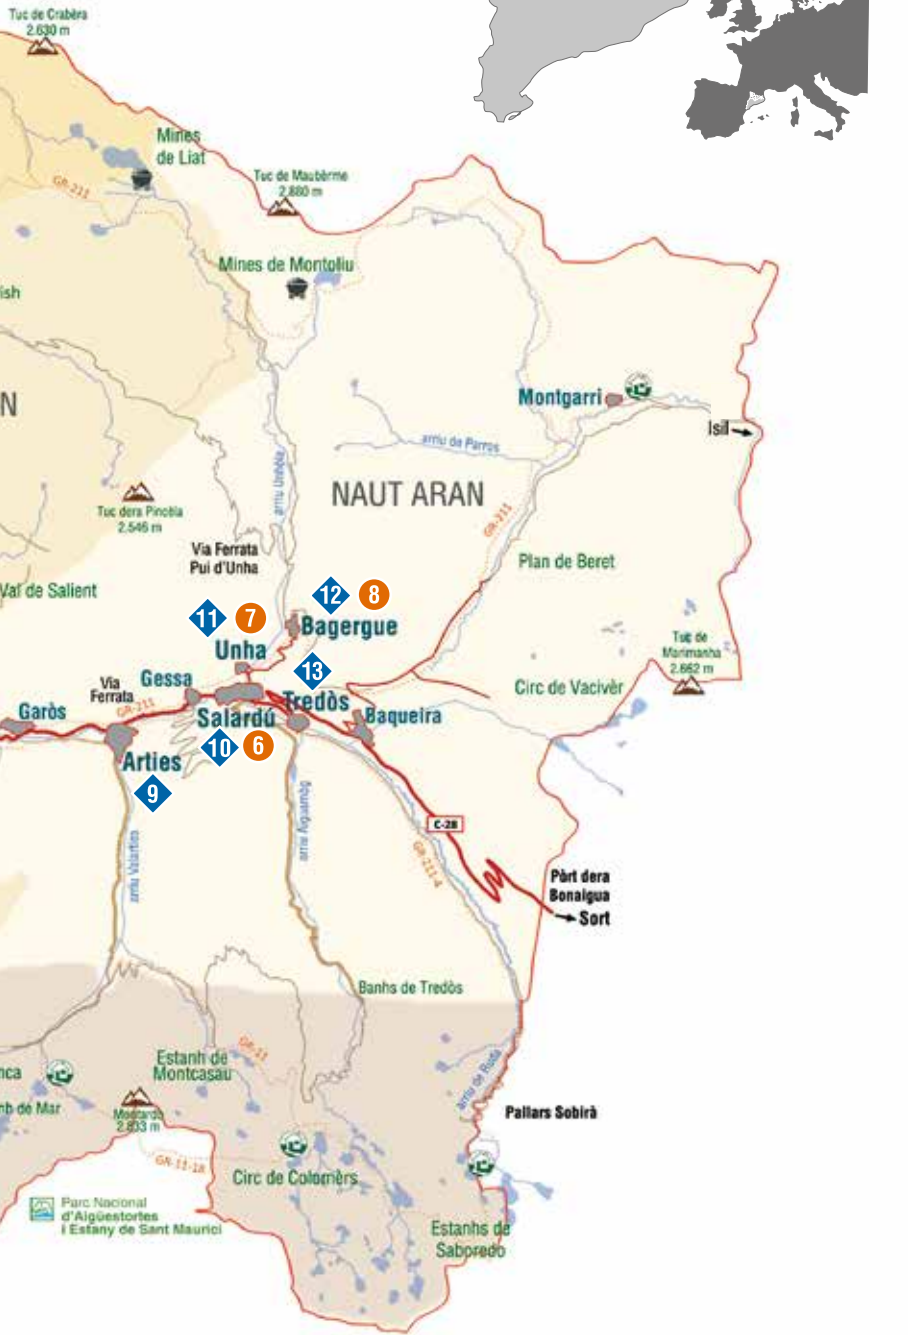 Tuc de Crabèra
2.630 m
Mines
de Liat
GR-211
Tuc de Maubèrme
2.880 m
Mines de Montoliu
ish
Montgarri
N
Isil
arriu de Parros
arriu Unhòla
NAUT ARAN
Tuc dera Pincèla
2.546 m
GR-211
Via Ferrata
Pui d'Unha
Plan de Beret
Val de Salient
12 8
11 7
Bagergue
Unha
Tuc de
Marimanha
2.662 m
13
Gessa
Via
Ferrata
Tredòs
Circ de Vacivèr
GR-211
Garòs
Salardú
Baqueira
10 6
Arties
9
arriu Aiguamòg
C-28
arriu Valarties
GR-211-4
Pòrt dera
Bonaigua
Sort
Banhs de Tredòs
GR-11
Estanh de
Montcasau
nca
arriu de Ruda
nb de Mar
Montardo
2.833 m
Pallars Sobirà
GR-11-18
Circ de Colomèrs
Parc Nacional
d'Aigüestortes
i Estany de Sant Maurici
Estanhs de
Saboredo